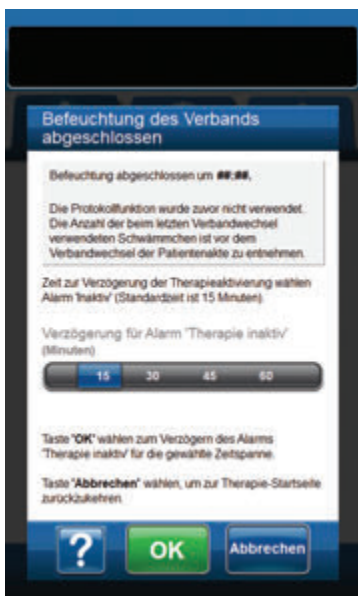 Befeuchtung des Verbands
abgeschlossen
Befeuchtung abgeschlossen um ##:##.
Die Protokollfunktion wurde zuvor nicht verwendet.
Die Anzahl der beim letzten Verbandwechsel
verwendeten Schwämmchen ist vor dem
Verbandwechsel der Patientenakte zu entnehmen.
Zeit zur Verzögerung der Therapieaktivierung wählen
Alarm 'Inaktiv' (Standardzeit ist 15 Minuten).
Verzögerung für Alarm 'Therapie inaktiv'
(Minuten)
15 30 45 60
Taste "OK" wählen zum Verzögern des Alarms
'Therapie inaktiv' für die gewählte Zeitspanne.
Taste "Abbrechen" wählen, um zur Therapie-Startseite
zurückzukehren.
? OK Abbrechen